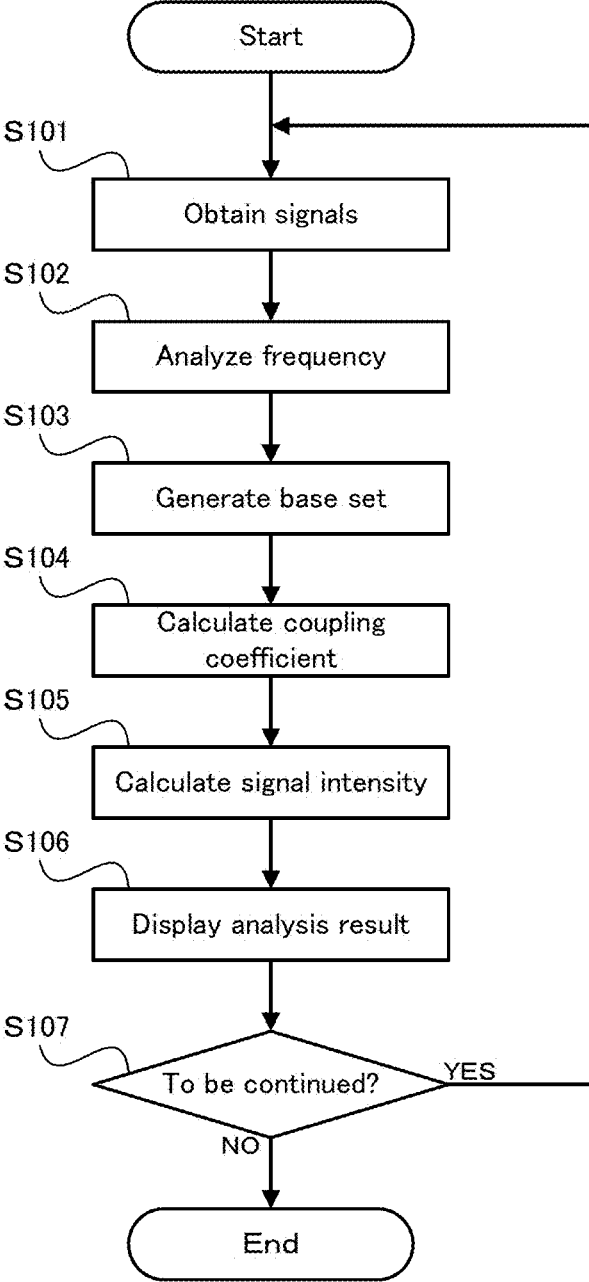 Start
S101
Obtain signals
S102
Analyze frequency
S103
Generate base set
S104
Calculate coupling
coefficient
S105
Calculate signal intensity
S106
Display analysis result
S107
To be continued?
YES
NO
End